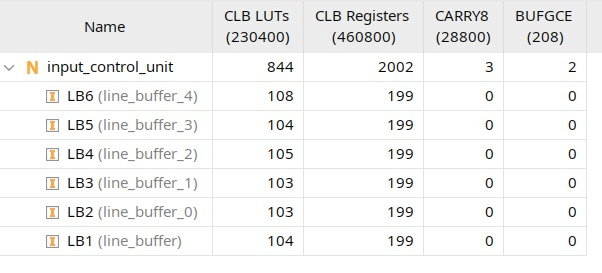 Name CLB LUTs (230400) CLB Registers (460800) CARRY8 (28800) BUFGCE (208)
input_control_unit 844 2002 3 2
LB6 (line_buffer_4) 108 199 0 0
LB5 (line_buffer_3) 104 199 0 0
LB4 (line_buffer_2) 105 199 0 0
LB3 (line_buffer_1) 103 199 0 0
LB2 (line_buffer_0) 103 199 0 0
LB1 (line_buffer) 104 199 0 0